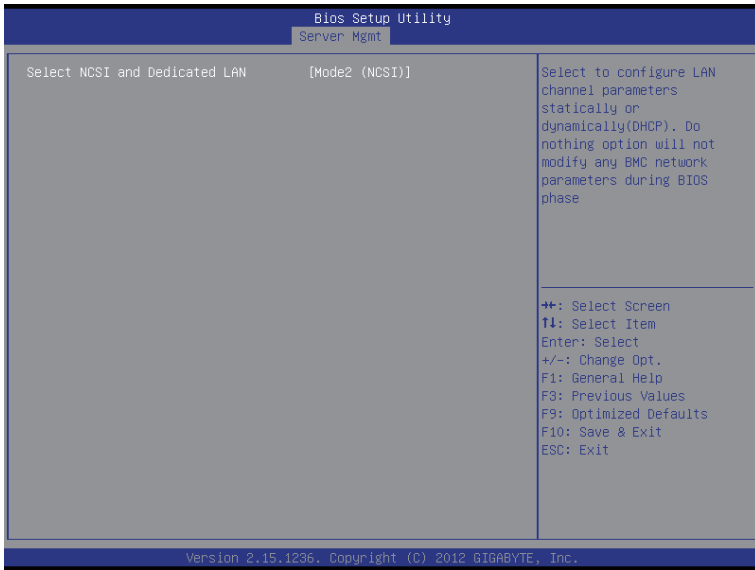 Bios Setup Utility
Server Mgmt
Select NCSI and Dedicated LAN [Mode2 (NCSI)]
Select to configure LAN
channel parameters
statically or
dynamically(DHCP). Do
nothing option will not
modify any BMC network
parameters during BIOS
phase
→←: Select Screen
↑↓: Select Item
Enter: Select
+/-: Change Opt.
F1: General Help
F3: Previous Values
F9: Optimized Defaults
F10: Save & Exit
ESC: Exit
Version 2.15.1236. Copyright (C) 2012 GIGABYTE, Inc.